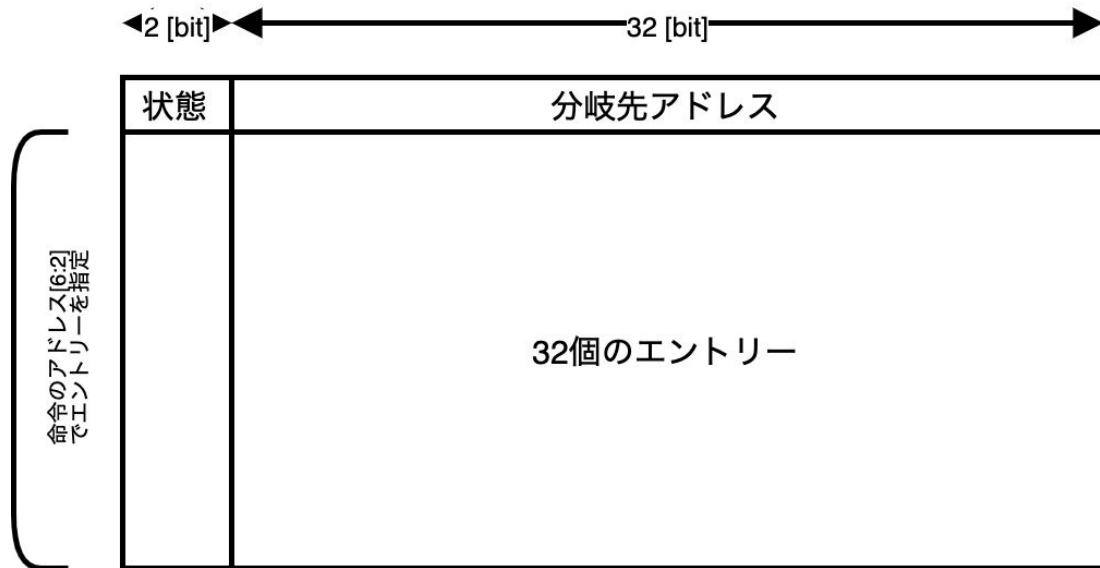 2 [bit]
32 [bit]
状態
分岐先アドレス
命令のアドレス[6:2]
でエントリーを指定
32個のエントリー